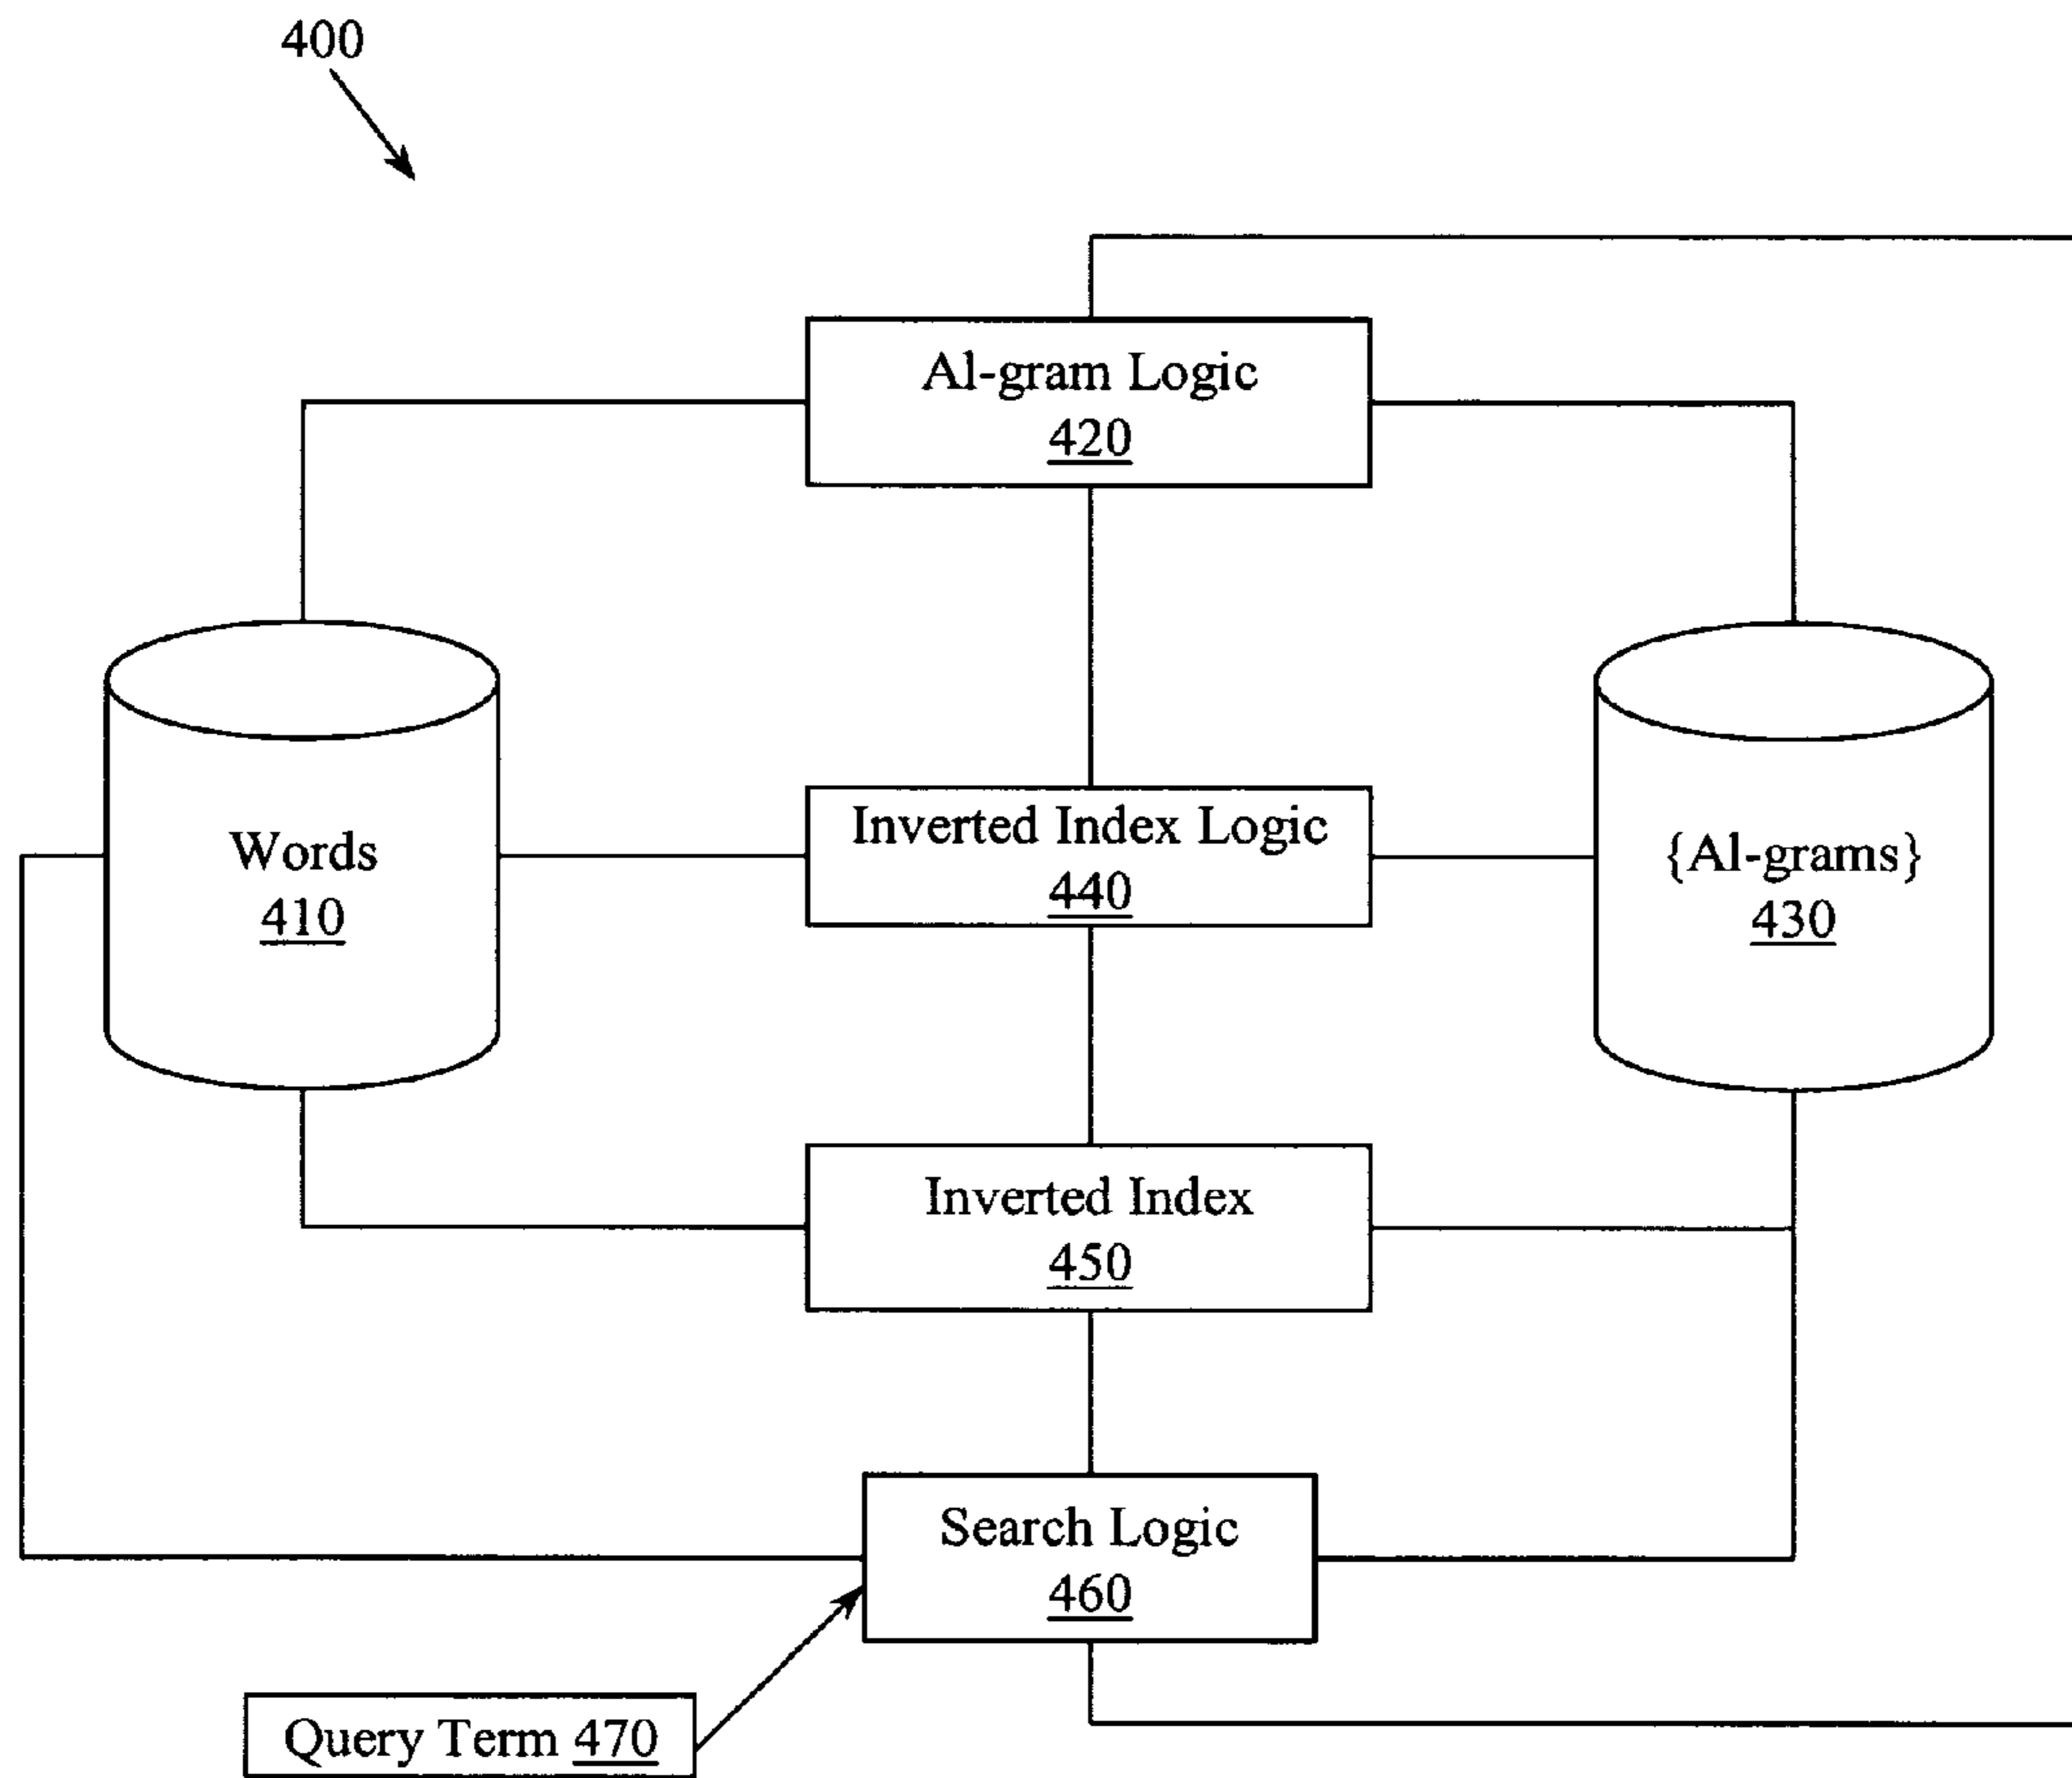 400
Al-gram Logic
420
Words
410
Inverted Index Logic
440
{Al-grams}
430
Inverted Index
450
Search Logic
460
Query Term 470